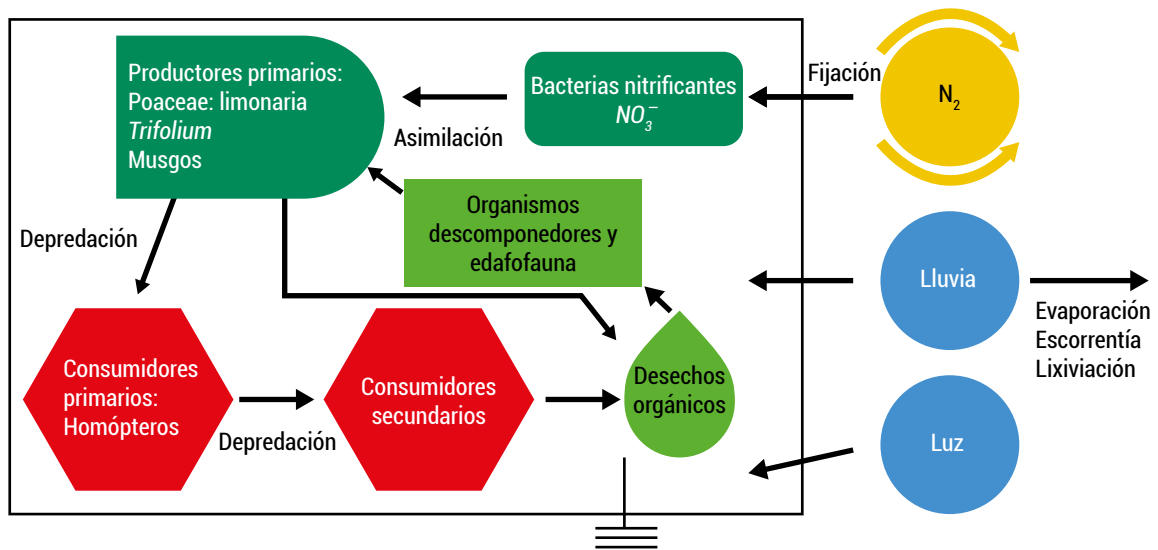 Productores primarios:
Poaceae: limonaria
Trifolium
Musgos
Asimilación
Bacterias nitrificantes
NO₃⁻
Fijación
N₂
Depredación
Organismos
descomponedores y
edafofauna
Lluvia
Evaporación
Escorrentía
Lixiviación
Consumidores
primarios:
Homópteros
Depredación
Consumidores
secundarios
Desechos
orgánicos
Luz